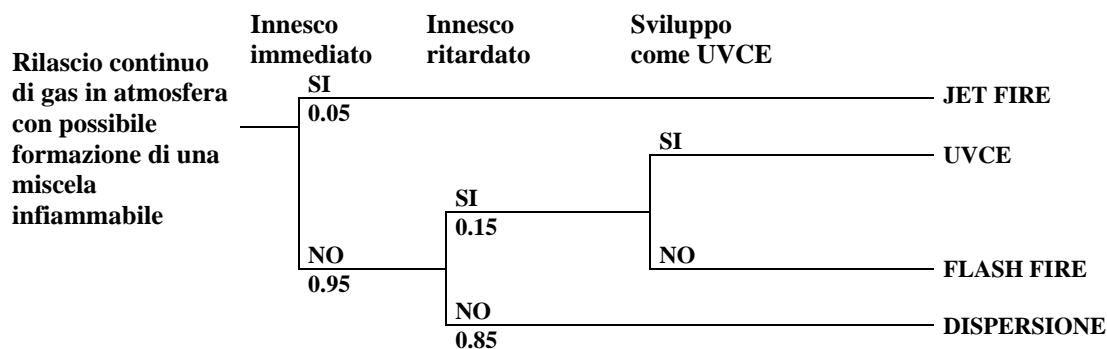 Innesco
immediato
Innesco
ritardato
Sviluppo
come UVCE
Rilascio continuo
di gas in atmosfera
con possibile
formazione di una
miscela
infiammabile
SI
0.05
JET FIRE
SI
UVCE
SI
0.15
NO
0.95
NO
FLASH FIRE
NO
0.85
DISPERSIONE